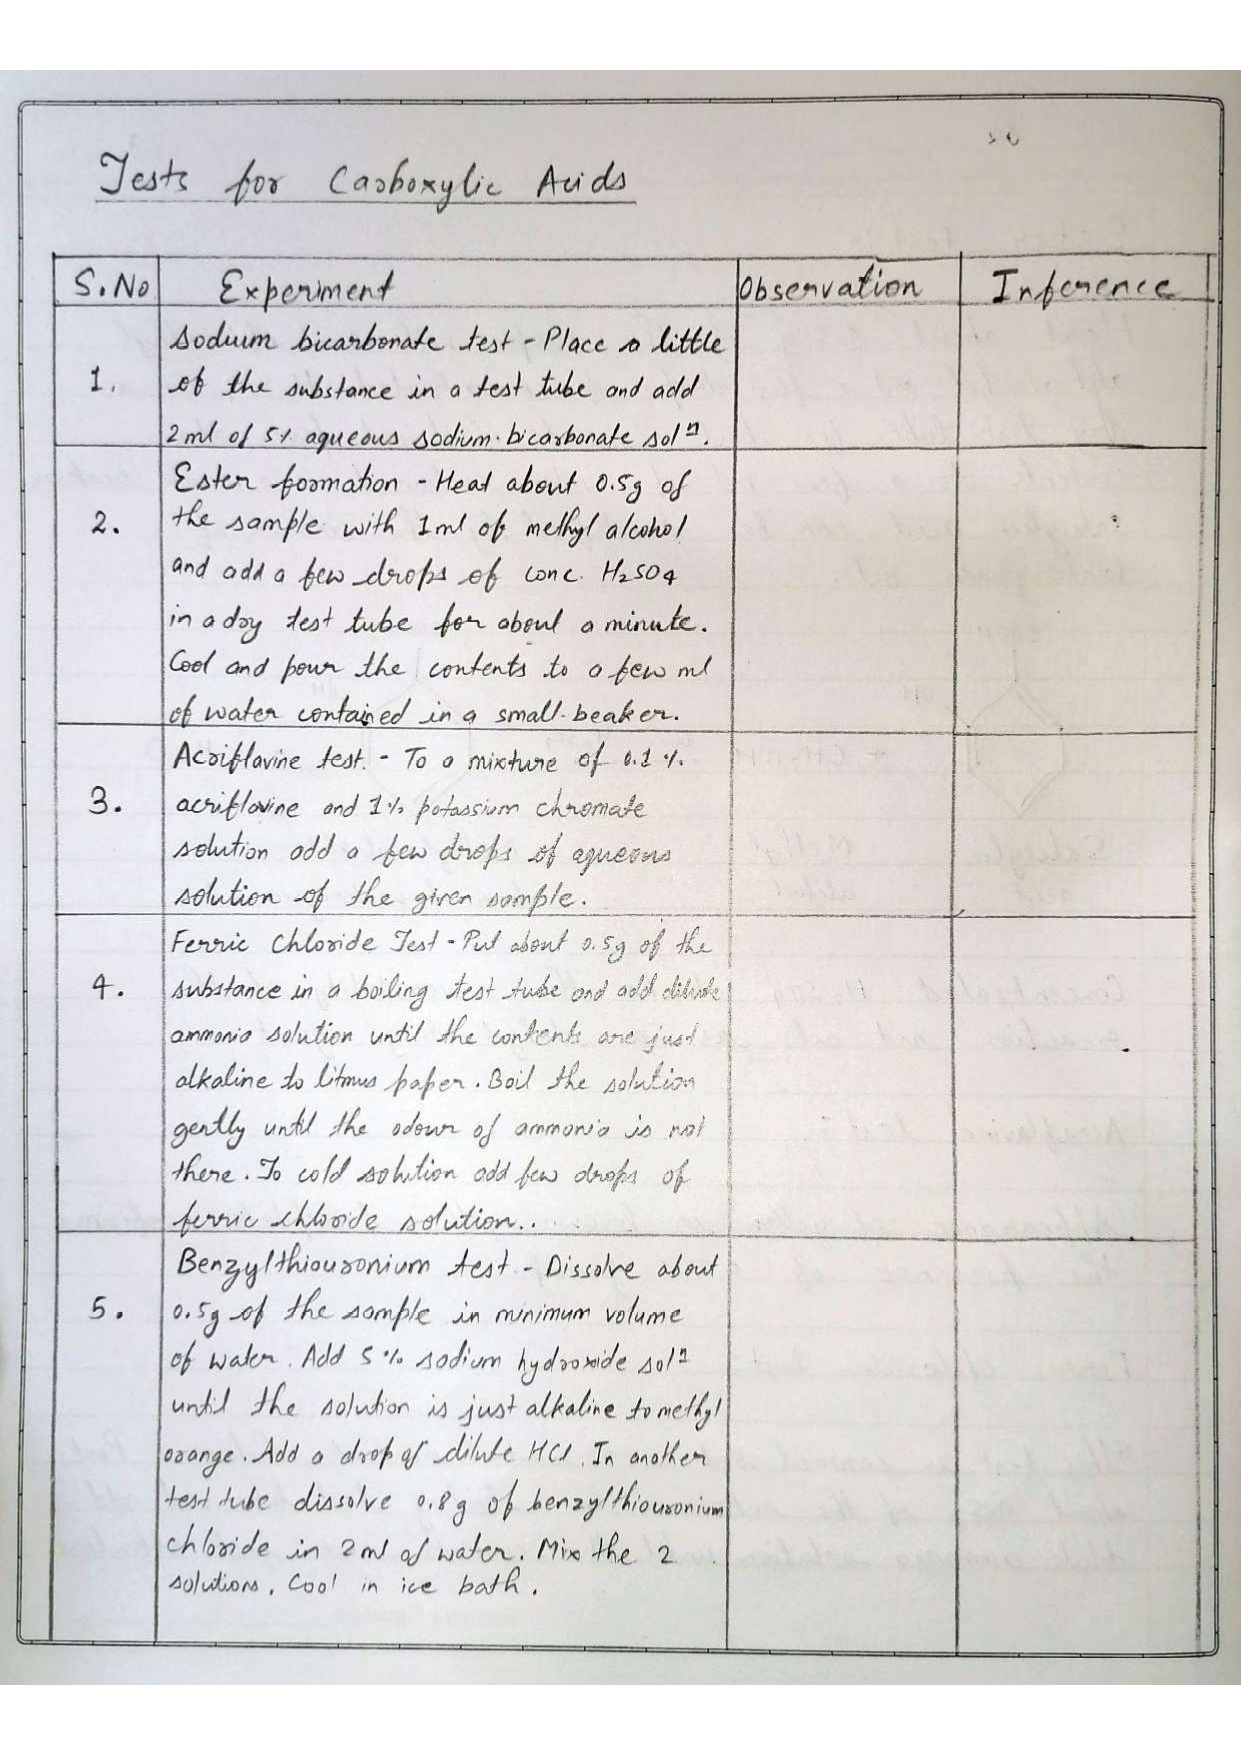 Tests for Carboxylic Acids
S.No Experiment Observation Inference
1. Sodium bicarbonate test - Place a little
of the substance in a test tube and add
2ml of 5% aqueous sodium bicarbonate solⁿ.
2. Ester formation - Heat about 0.5g of
the sample with 1ml of methyl alcohol
and add a few drops of conc. H₂SO₄
in a dry test tube for about a minute.
Cool and pour the contents to a few ml
of water contained in a small beaker.
3. Acriflavine test. - To a mixture of 0.1%
acriflavine and 1% potassium chromate
solution add a few drops of aqueous
solution of the given sample.
4. Ferric Chloride Test - Put about 0.5g of the
substance in a boiling test tube and add dilute
ammonia solution until the contents are just
alkaline to litmus paper. Boil the solution
gently until the odour of ammonia is not
there. To cold solution add few drops of
ferric chloride solution..
5. Benzylthiouronium test - Dissolve about
0.5g of the sample in minimum volume
of water. Add 5% sodium hydroxide solⁿ
until the solution is just alkaline to methyl
orange. Add a drop of dilute HCl. In another
test tube dissolve 0.8g of benzylthiouronium
chloride in 2ml of water. Mix the 2
solutions. Cool in ice bath.